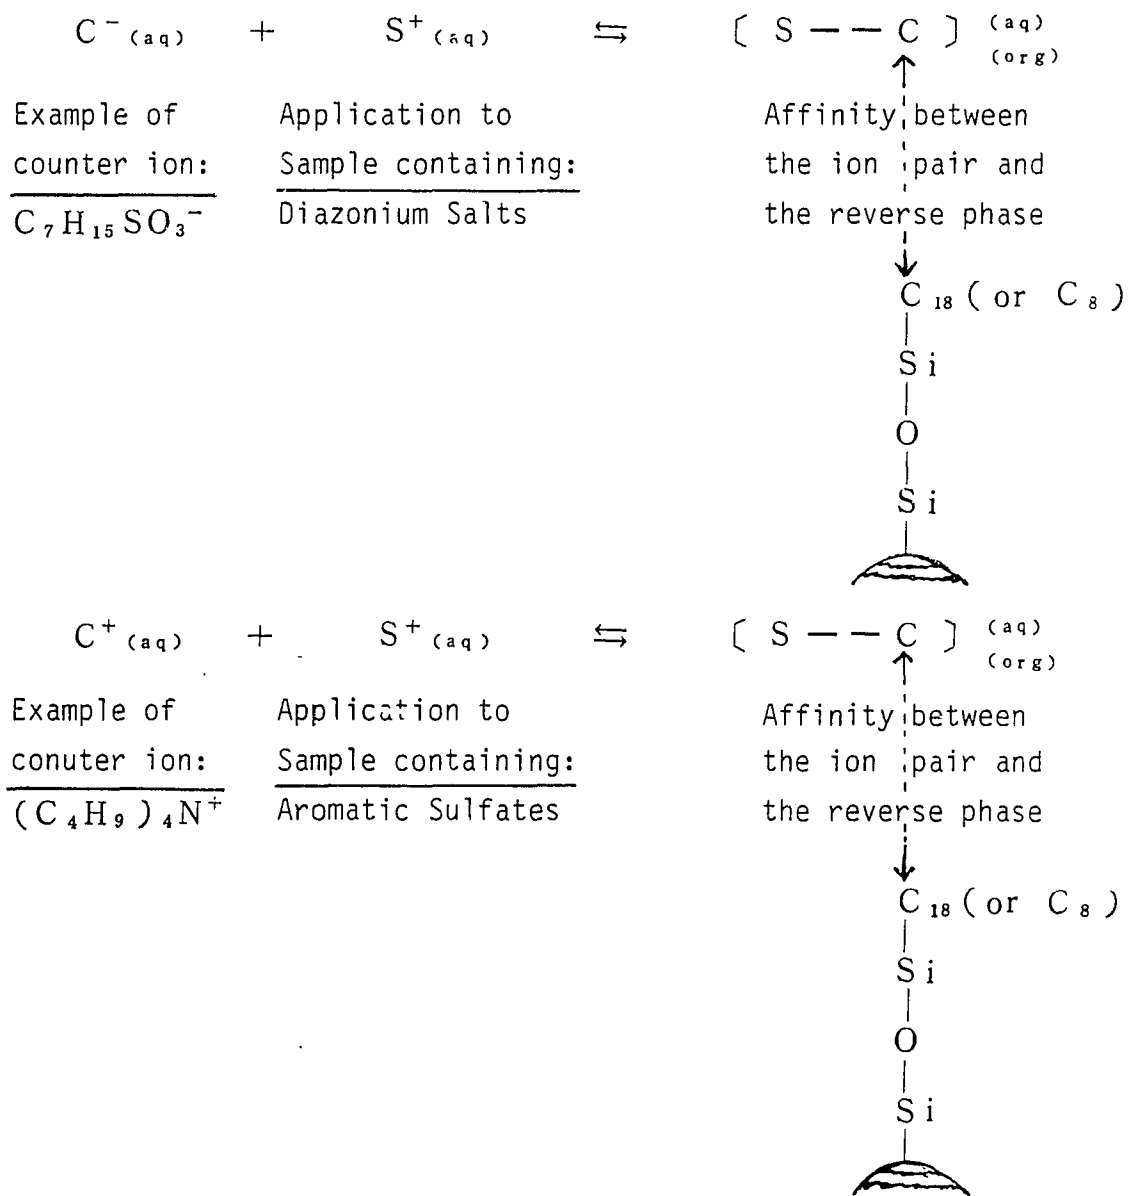 C⁻(aq) + S⁺(aq) ⇆ [ S — — C ] (aq) (org)
Example of
counter ion:
C₇H₁₅SO₃⁻
Application to
Sample containing:
Diazonium Salts
Affinity between
the ion pair and
the reverse phase
C₁₈ (or C₈)
Si
O
Si
C⁺(aq) + S⁺(aq) ⇆ [ S — — C ] (aq) (org)
Example of
conuter ion:
(C₄H₉)₄N⁺
Application to
Sample containing:
Aromatic Sulfates
Affinity between
the ion pair and
the reverse phase
C₁₈ (or C₈)
Si
O
Si